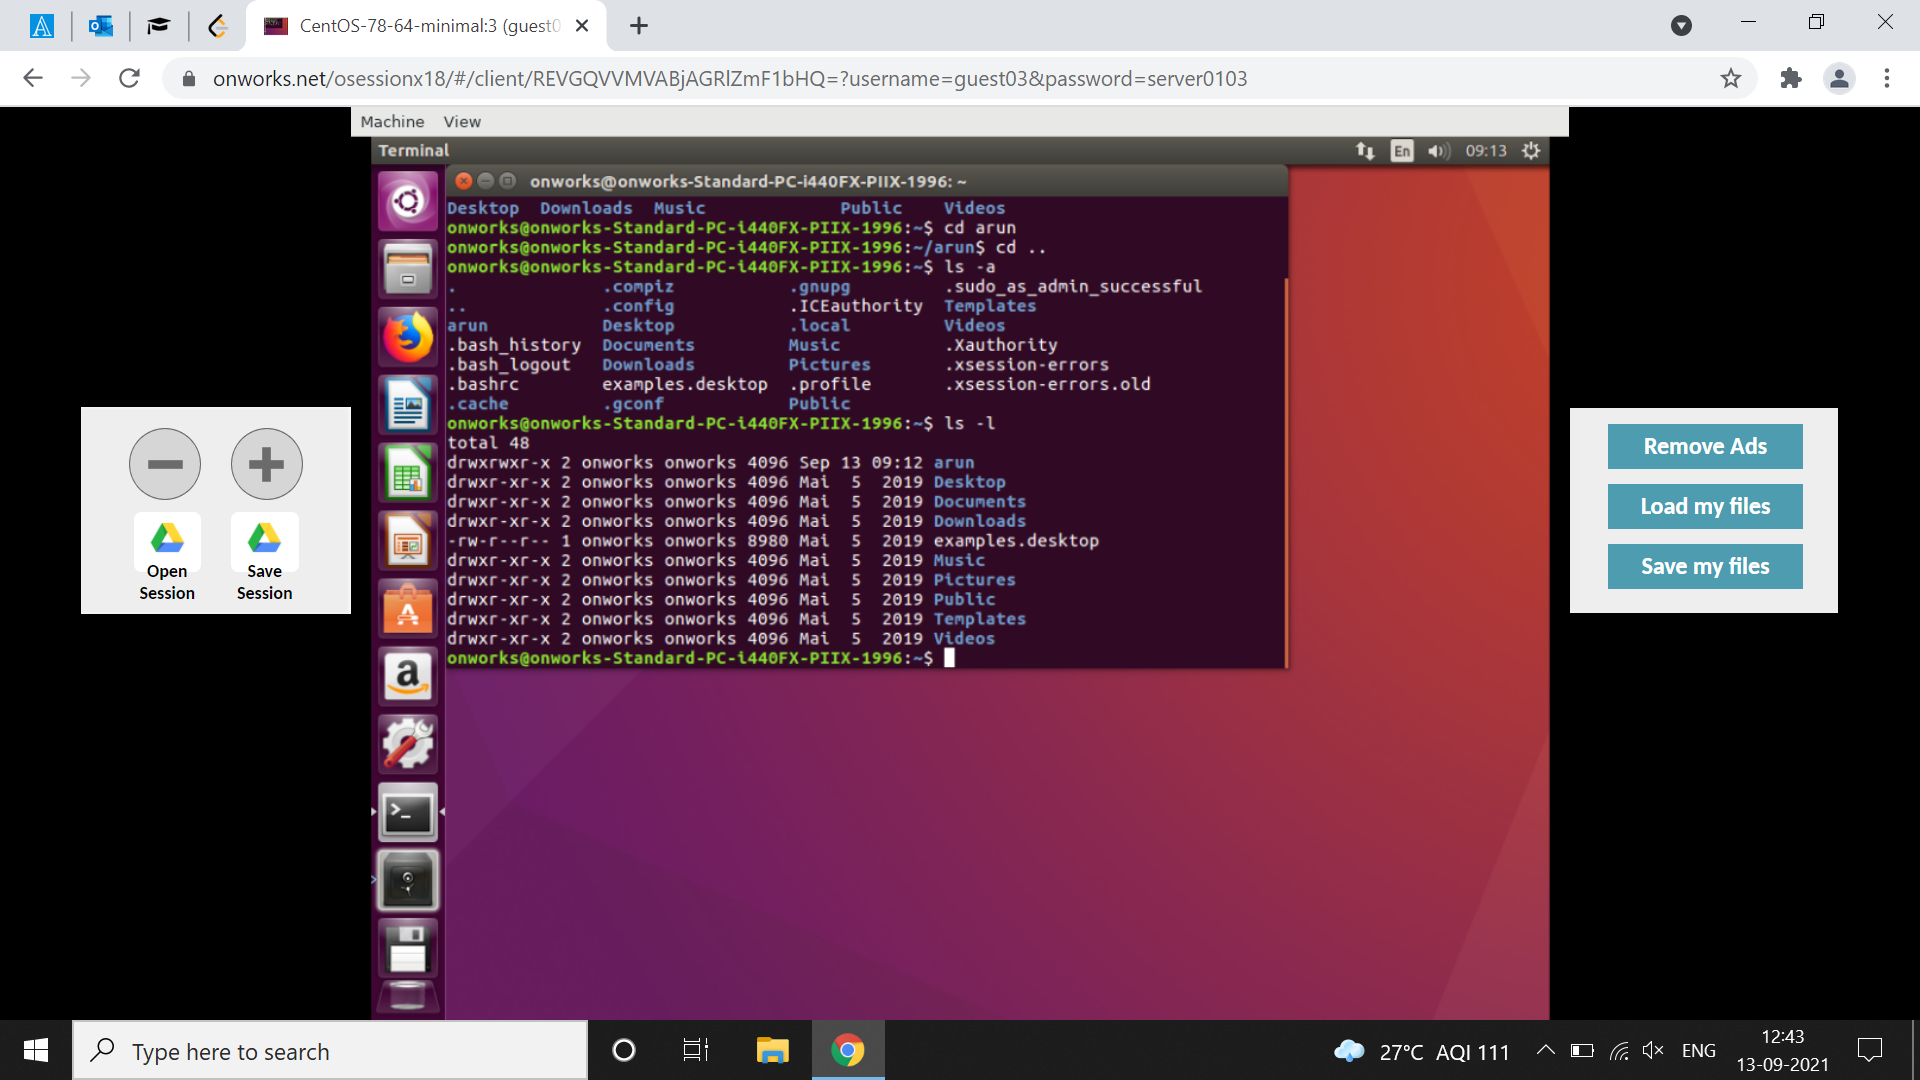 CentOS-78-64-minimal:3 (guest0
onworks.net/osessionx18/#/client/REVGQVVMVABjAGRlZmF1bHQ=?username=guest03&password=server0103
Machine View
Terminal
En
09:13
onworks@onworks-Standard-PC-i440FX-PIIX-1996: ~
Desktop Downloads Music Public Videos
onworks@onworks-Standard-PC-i440FX-PIIX-1996:~$ cd arun
onworks@onworks-Standard-PC-i440FX-PIIX-1996:~/arun$ cd ..
onworks@onworks-Standard-PC-i440FX-PIIX-1996:~$ ls -a
. .compiz .gnupg .sudo_as_admin_successful
.. .config .ICEauthority Templates
arun Desktop .local Videos
.bash_history Documents Music .Xauthority
.bash_logout Downloads Pictures .xsession-errors
.bashrc examples.desktop .profile .xsession-errors.old
.cache .gconf Public
onworks@onworks-Standard-PC-i440FX-PIIX-1996:~$ ls -l
total 48
drwxrwxr-x 2 onworks onworks 4096 Sep 13 09:12 arun
drwxr-xr-x 2 onworks onworks 4096 Mai 5 2019 Desktop
drwxr-xr-x 2 onworks onworks 4096 Mai 5 2019 Documents
drwxr-xr-x 2 onworks onworks 4096 Mai 5 2019 Downloads
-rw-r--r-- 1 onworks onworks 8980 Mai 5 2019 examples.desktop
drwxr-xr-x 2 onworks onworks 4096 Mai 5 2019 Music
drwxr-xr-x 2 onworks onworks 4096 Mai 5 2019 Pictures
drwxr-xr-x 2 onworks onworks 4096 Mai 5 2019 Public
drwxr-xr-x 2 onworks onworks 4096 Mai 5 2019 Templates
drwxr-xr-x 2 onworks onworks 4096 Mai 5 2019 Videos
onworks@onworks-Standard-PC-i440FX-PIIX-1996:~$
Open Session
Save Session
Remove Ads
Load my files
Save my files
Type here to search
27°C AQI 111
ENG
12:43
13-09-2021